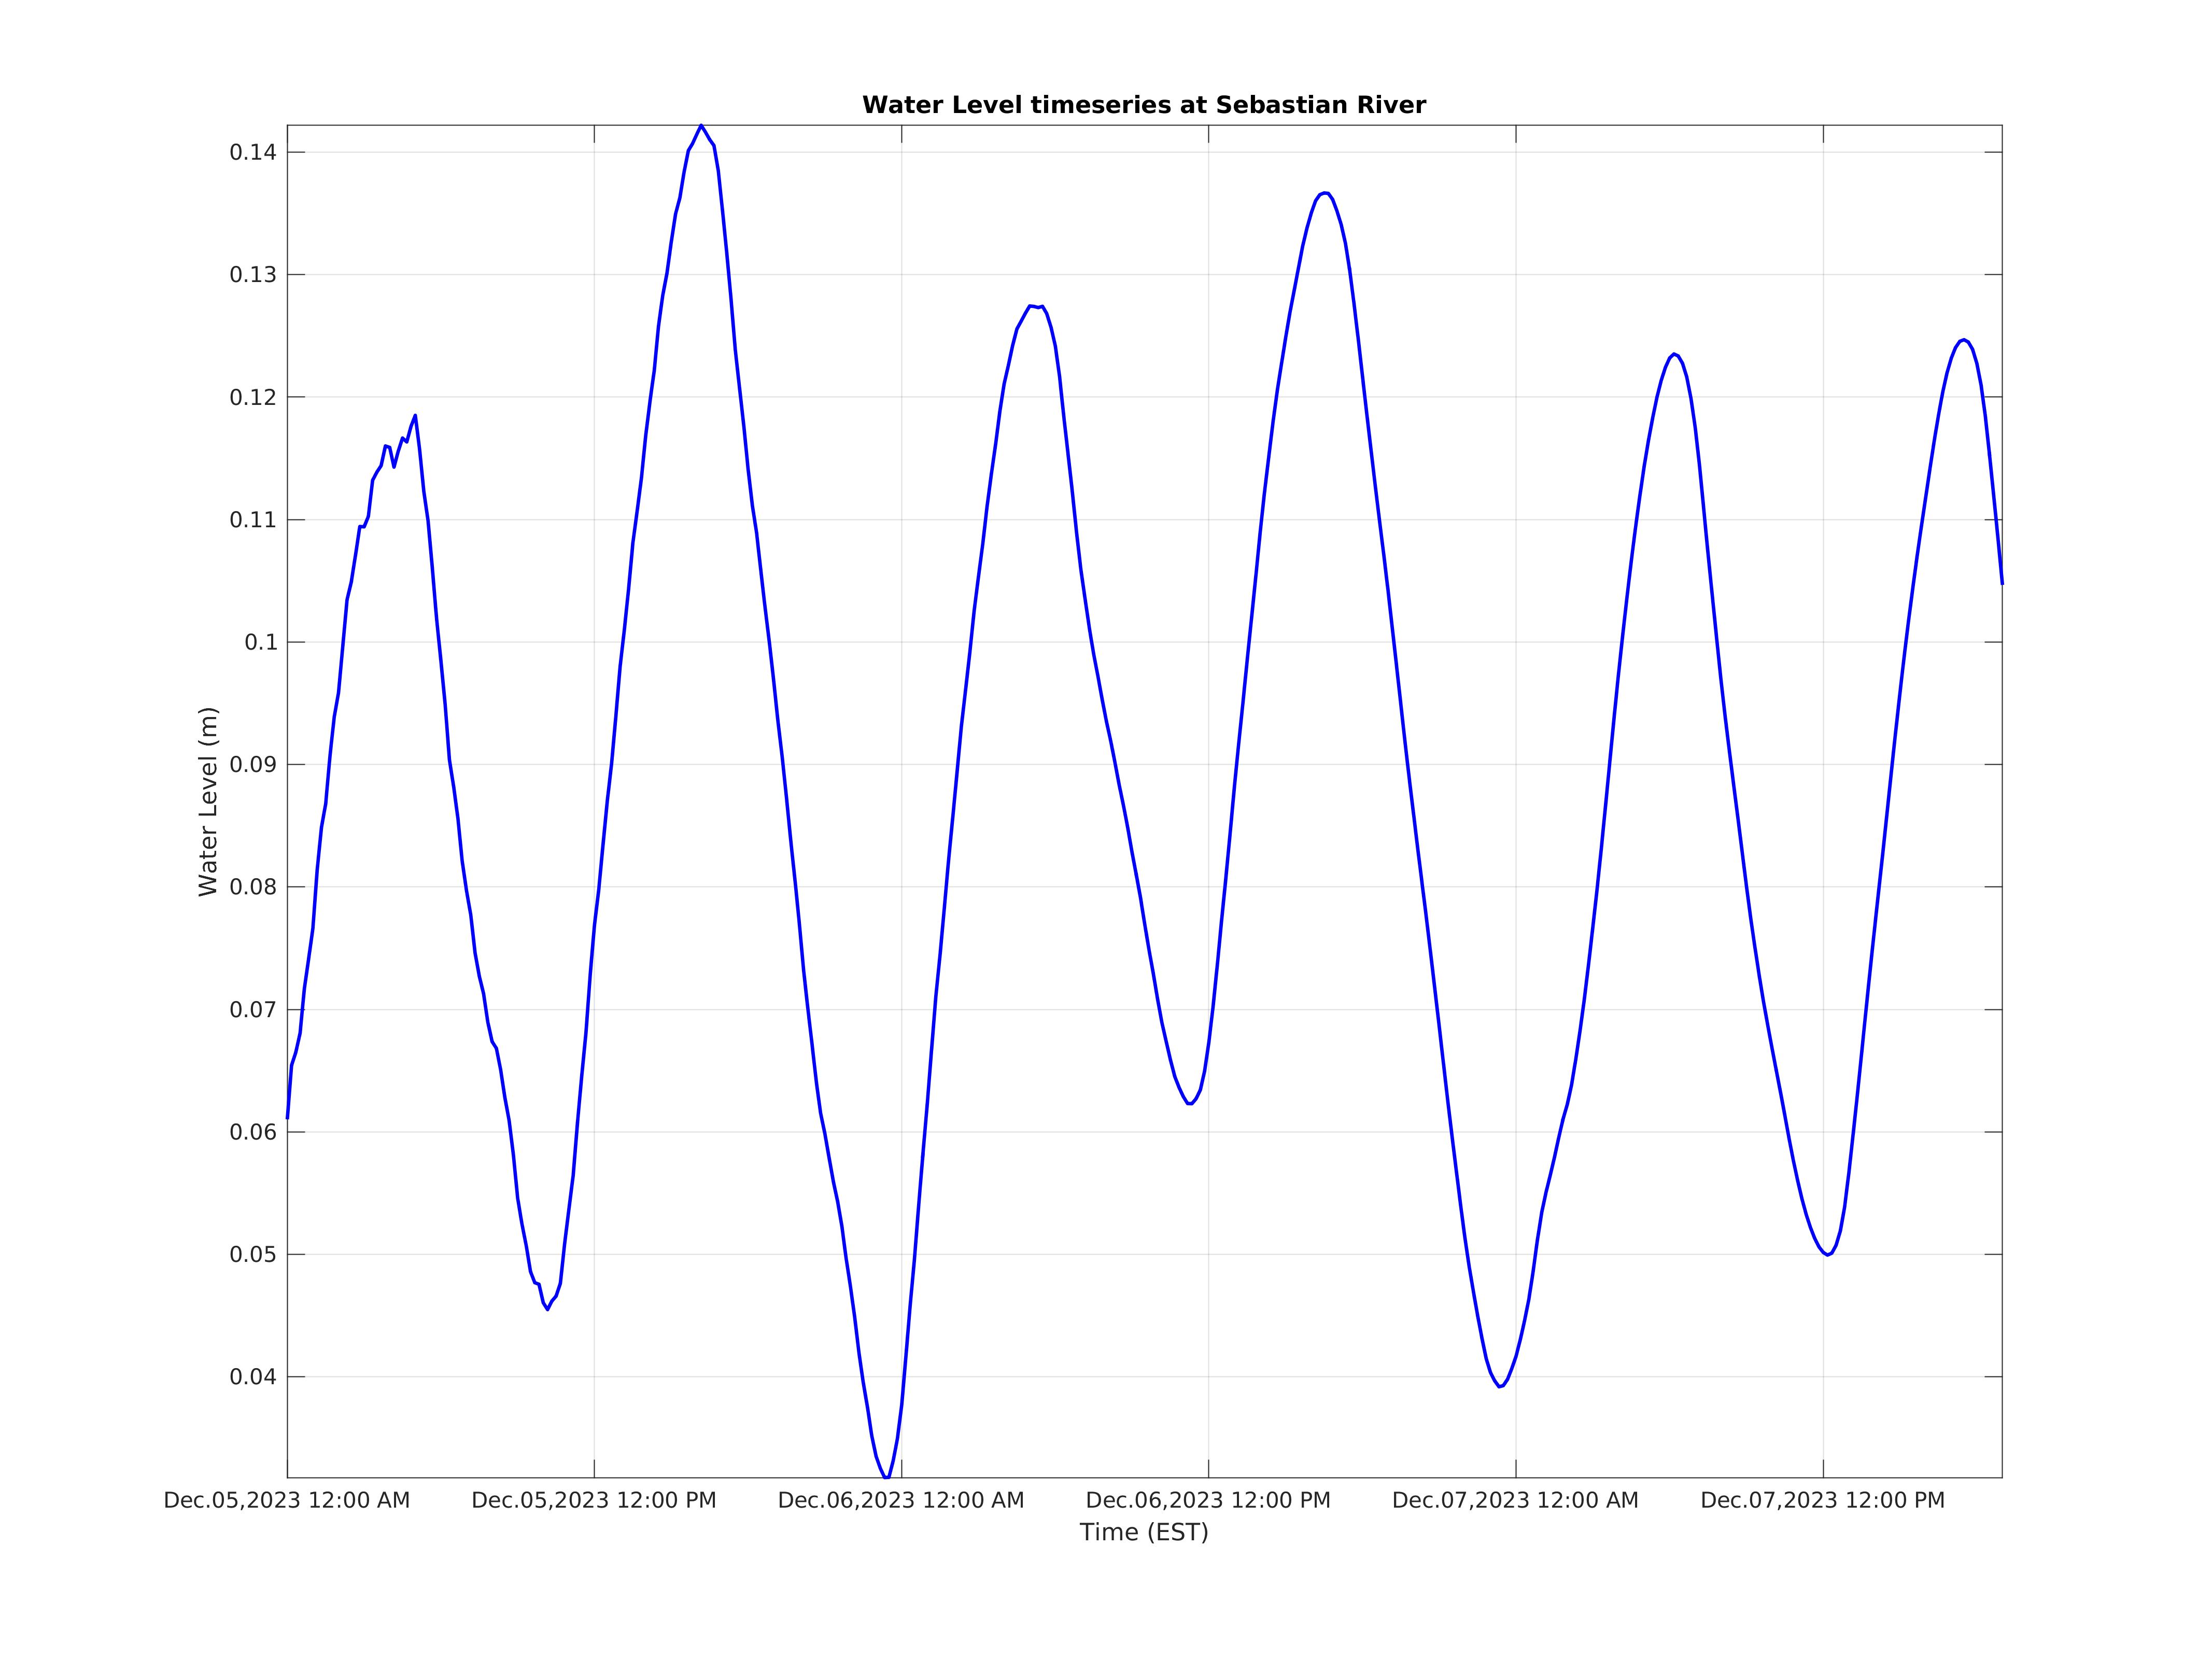 Water Level timeseries at Sebastian River
0.14
0.13
0.12
0.11
0.1
0.09
0.08
0.07
0.06
0.05
0.04
Water Level (m)
Dec.05,2023 12:00 AM Dec.05,2023 12:00 PM Dec.06,2023 12:00 AM Dec.06,2023 12:00 PM Dec.07,2023 12:00 AM Dec.07,2023 12:00 PM
Time (EST)